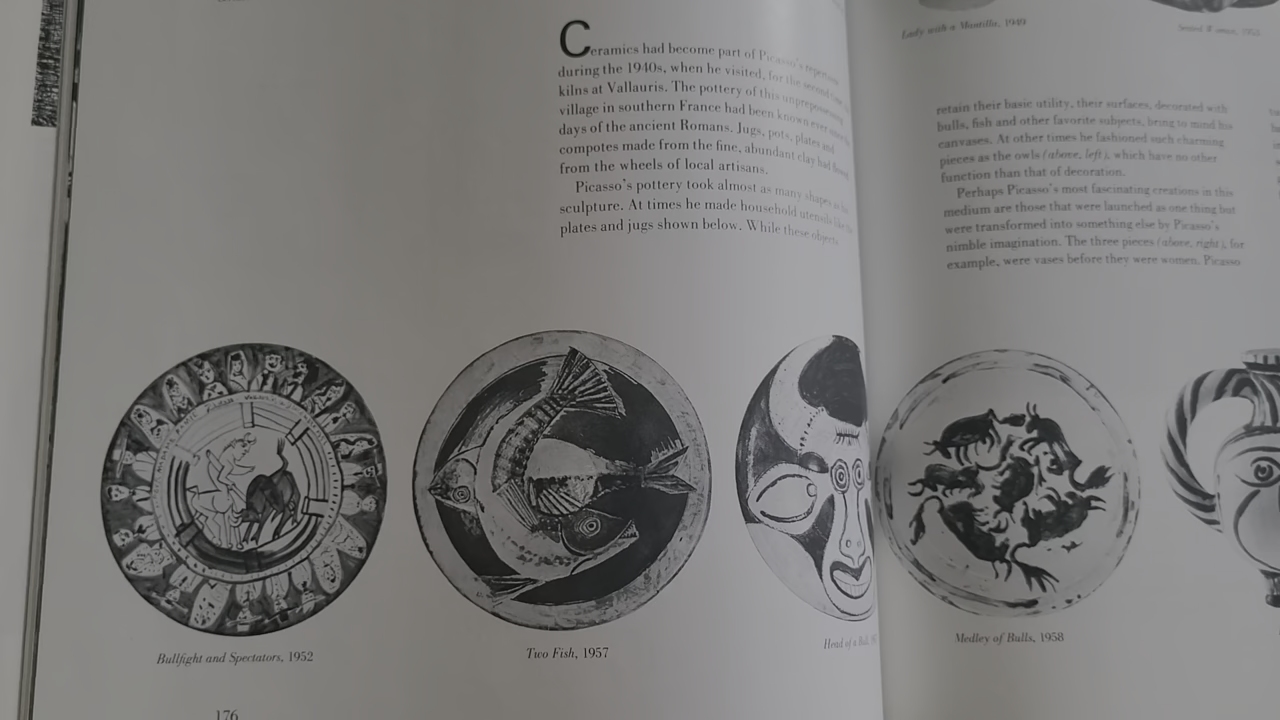 Ceramics had become part of Picasso's
during the 1940s, when he visited, for the second
kilns at Vallauris. The pottery of this unprepossessing
village in southern France had been known ever
days of the ancient Romans. Jugs, pots, plates and
compotes made from the fine, abundant clay had
from the wheels of local artisans.
Picasso's pottery took almost as many shapes
sculpture. At times he made household utensils like the
plates and jugs shown below. While these objects
Lady with a Mantilla, 1949
retain their basic utility, their surfaces, decorated with
bulls, fish and other favorite subjects, bring to mind his
canvases. At other times he fashioned such charming
pieces as the owls (above, left), which have no other
function than that of decoration.
Perhaps Picasso's most fascinating creations in this
medium are those that were launched as one thing but
were transformed into something else by Picasso's
nimble imagination. The three pieces (above, right), for
example, were vases before they were women. Picasso
Bullfight and Spectators, 1952
Two Fish, 1957
Head of a
Medley of Bulls, 1958
176